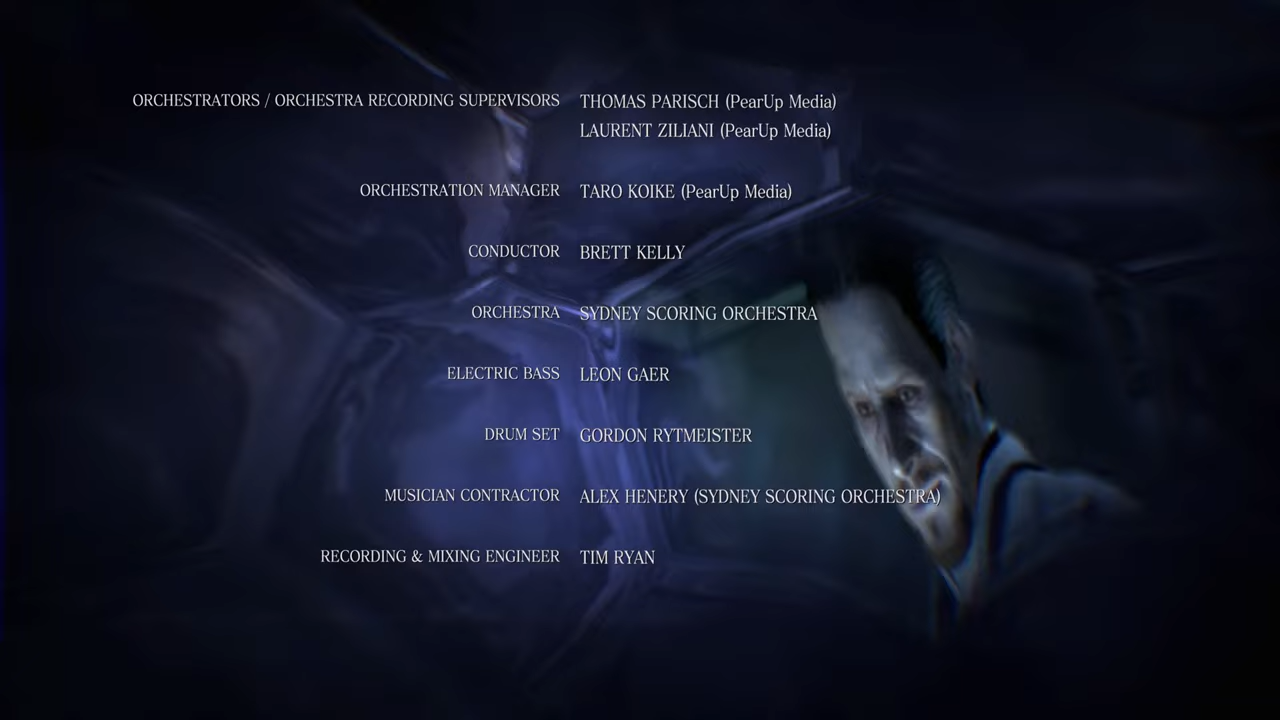 ORCHESTRATORS / ORCHESTRA RECORDING SUPERVISORS THOMAS PARISCH (PearUp Media)
LAURENT ZILIANI (PearUp Media)
ORCHESTRATION MANAGER TARO KOIKE (PearUp Media)
CONDUCTOR BRETT KELLY
ORCHESTRA SYDNEY SCORING ORCHESTRA
ELECTRIC BASS LEON GAER
DRUM SET GORDON RYTMEISTER
MUSICIAN CONTRACTOR ALEX HENERY (SYDNEY SCORING ORCHESTRA)
RECORDING & MIXING ENGINEER TIM RYAN